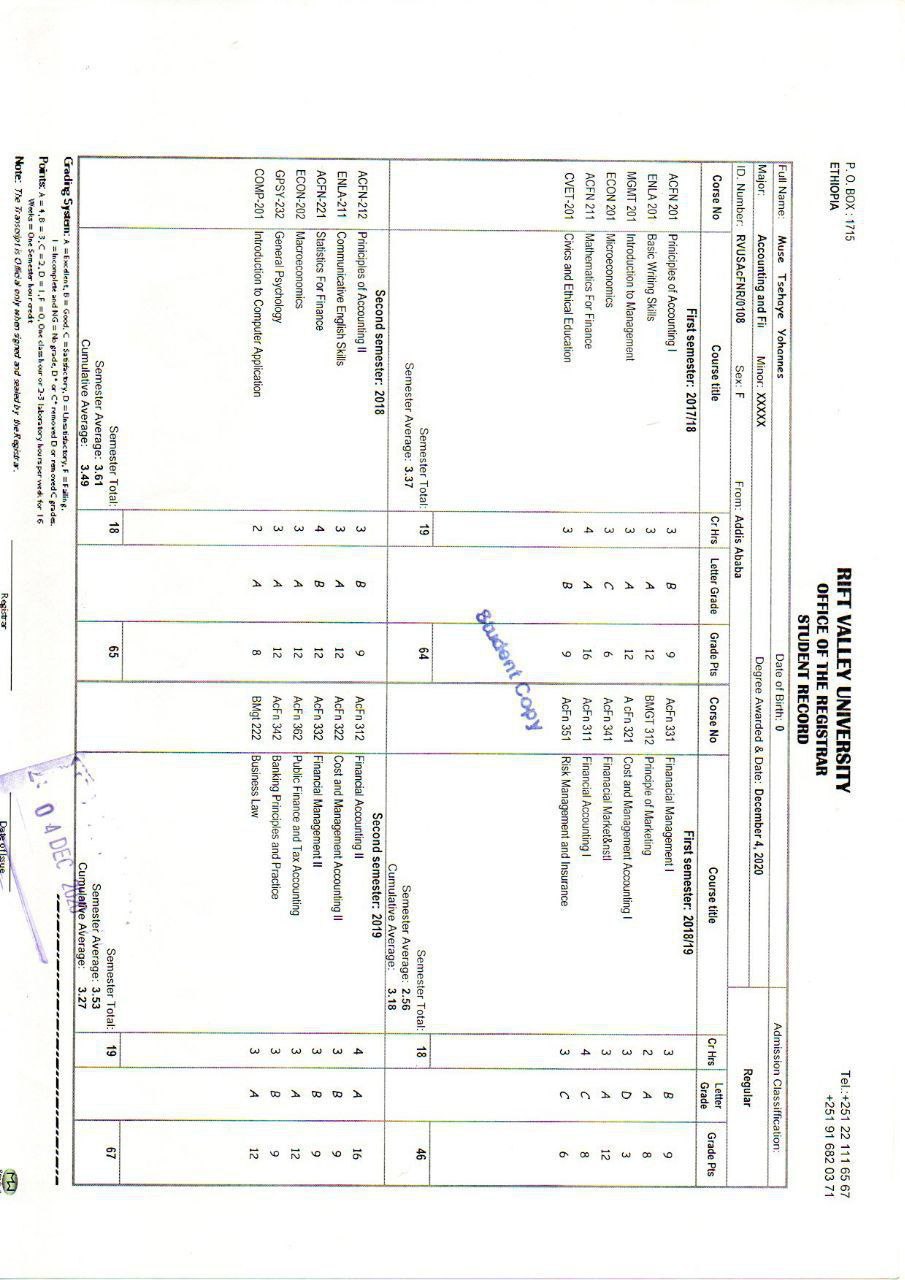 P. O. BOX : 1715
ETHIOPIA
RIFT VALLEY UNIVERSITY
OFFICE OF THE REGISTRAR
STUDENT RECORD
Tel.:+251 22 111 65 67
+251 91 682 03 71
Full Name: Muse Tsehaye Yohannes Date of Birth: 0 Admission Classiffication:
Major: Accounting and Fii Minor: XXXXX Degree Awarded & Date: December 4, 2020 Regular
ID. Number: RVUSAcFNR/0108 Sex: F From: Addis Ababa
Corse No Course title Cr Hrs Letter Grade Grade Pts
First semester: 2017/18
ACFN 201 Priniciples of Accounting I 3 B 9
ENLA 201 Basic Writing Skills 3 A 12
MGMT 201 Introduction to Management 3 A 12
ECON 201 Microeconomics 3 C 6
ACFN 211 Mathematics For Finance 4 A 16
CVET-201 Civics and Ethical Education 3 B 9
Semester Total: 19 64
Semester Average: 3.37
Second semester: 2018
ACFN-212 Priniciples of Accounting II 3 B 9
ENLA-211 Communicative English Skills 3 A 12
ACFN-221 Statistics For Finance 4 B 12
ECON-202 Macroeconomics 3 A 12
GPSY-232 General Psychology 3 A 12
COMP-201 Introduction to Computer Application 2 A 8
Semester Total: 18 65
Semester Average: 3.61
Cumulative Average: 3.49
Corse No Course title Cr Hrs Letter Grade Grade Pts
First semester: 2018/19
AcFn 331 Finanacial Management I 3 B 9
BMGT 312 Principle of Marketing 2 A 8
A cFn 321 Cost and Management Accounting I 3 D 3
AcFn 341 Finanacial Market&nstI 3 A 12
AcFn 311 Financial Accounting I 4 C 8
AcFn 351 Risk Management and Insurance 3 C 6
Semester Total: 18 46
Semester Average: 2.56
Cumulative Average: 3.18
Second semester: 2019
AcFn 312 Financial Accounting II 4 A 16
AcFn 322 Cost and Management Accounting II 3 B 9
AcFn 332 Financial Management II 3 B 9
AcFn 362 Public Finance and Tax Accounting 3 A 12
AcFn 342 Banking Principles and Practice 3 B 9
BMgt 222 Business Law 3 A 12
Semester Total: 19 67
Semester Average: 3.53
Cumulative Average: 3.27
Student Copy
Grading System: A = Excellent, B = Good, C = Satisfactory, D = Unsatisfactory, F = Failing,
I = Incomplete and NG = No grade, D* or C* removed D or removed C grades.
Points: A = 4, B = 3, C = 2, D = 1, F = 0, One class hour or 2-3 laboratory hours per week for 16
Weeks = One Semester hour credit
Note: The Transcript is Official only when signed and sealed by the Registrar.
04 DEC 2020
Registrar
Date of Issue